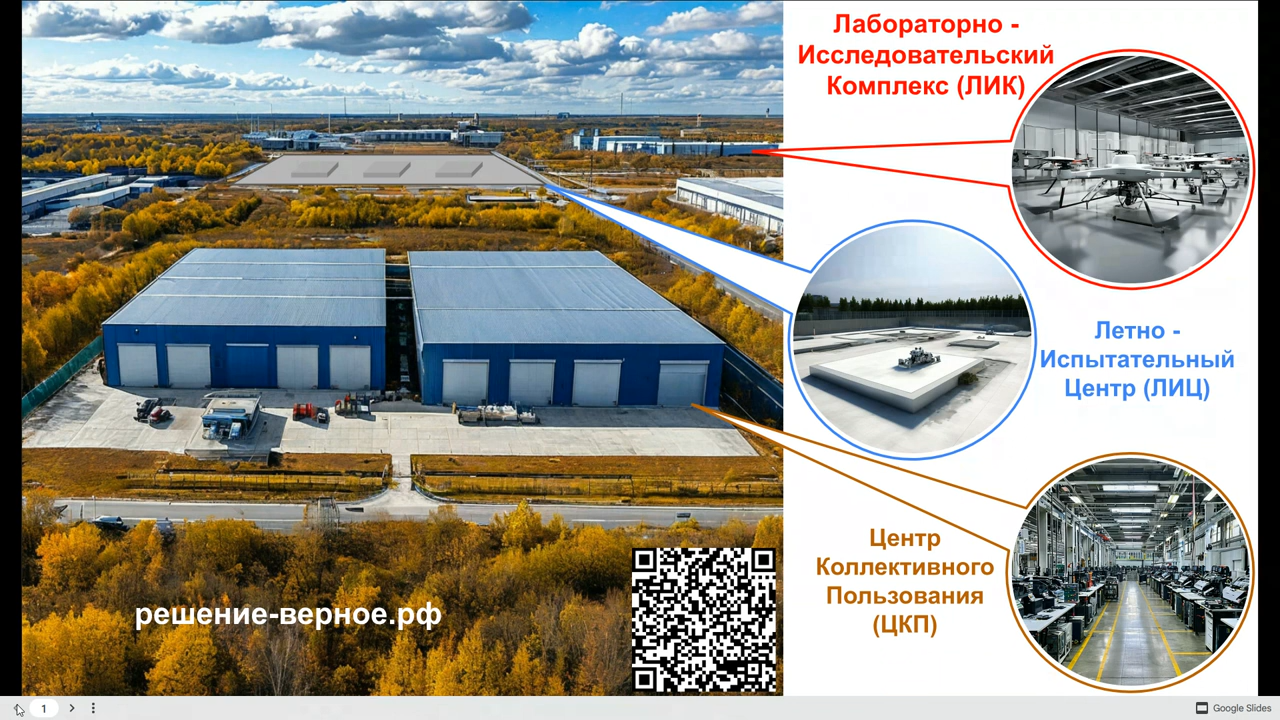 Лабораторно -
Исследовательский
Комплекс (ЛИК)
Летно -
Испытательный
Центр (ЛИЦ)
Центр
Коллективного
Пользования
(ЦКП)
решение-верное.рф
1
Google Slides